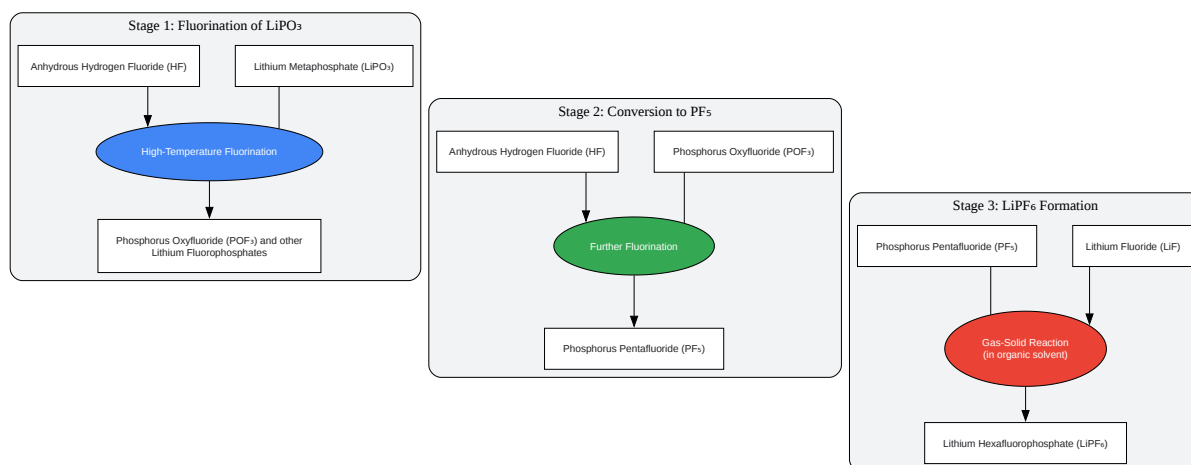 Stage 1: Fluorination of LiPO₃
Anhydrous Hydrogen Fluoride (HF)
Lithium Metaphosphate (LiPO₃)
High-Temperature Fluorination
Phosphorus Oxyfluoride (POF₃) and other
Lithium Fluorophosphates
Stage 2: Conversion to PF₅
Anhydrous Hydrogen Fluoride (HF)
Phosphorus Oxyfluoride (POF₃)
Further Fluorination
Phosphorus Pentafluoride (PF₅)
Stage 3: LiPF₆ Formation
Phosphorus Pentafluoride (PF₅)
Lithium Fluoride (LiF)
Gas-Solid Reaction
(in organic solvent)
Lithium Hexafluorophosphate (LiPF₆)